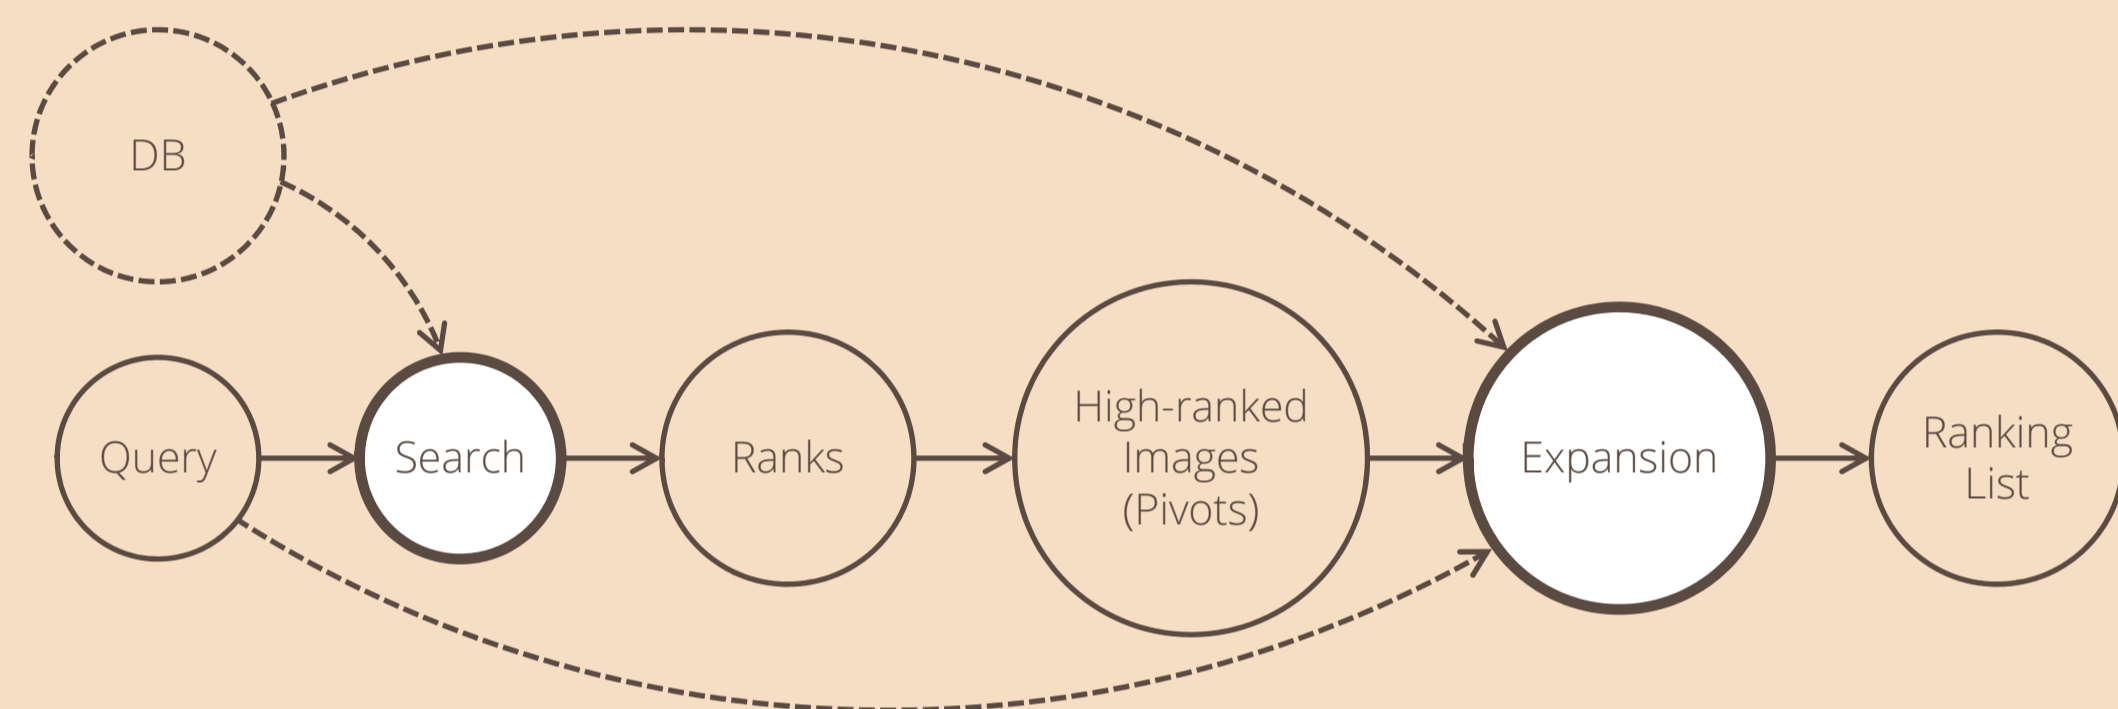 DB
Query
Search
Ranks
High-ranked
Images
(Pivots)
Expansion
Ranking
List